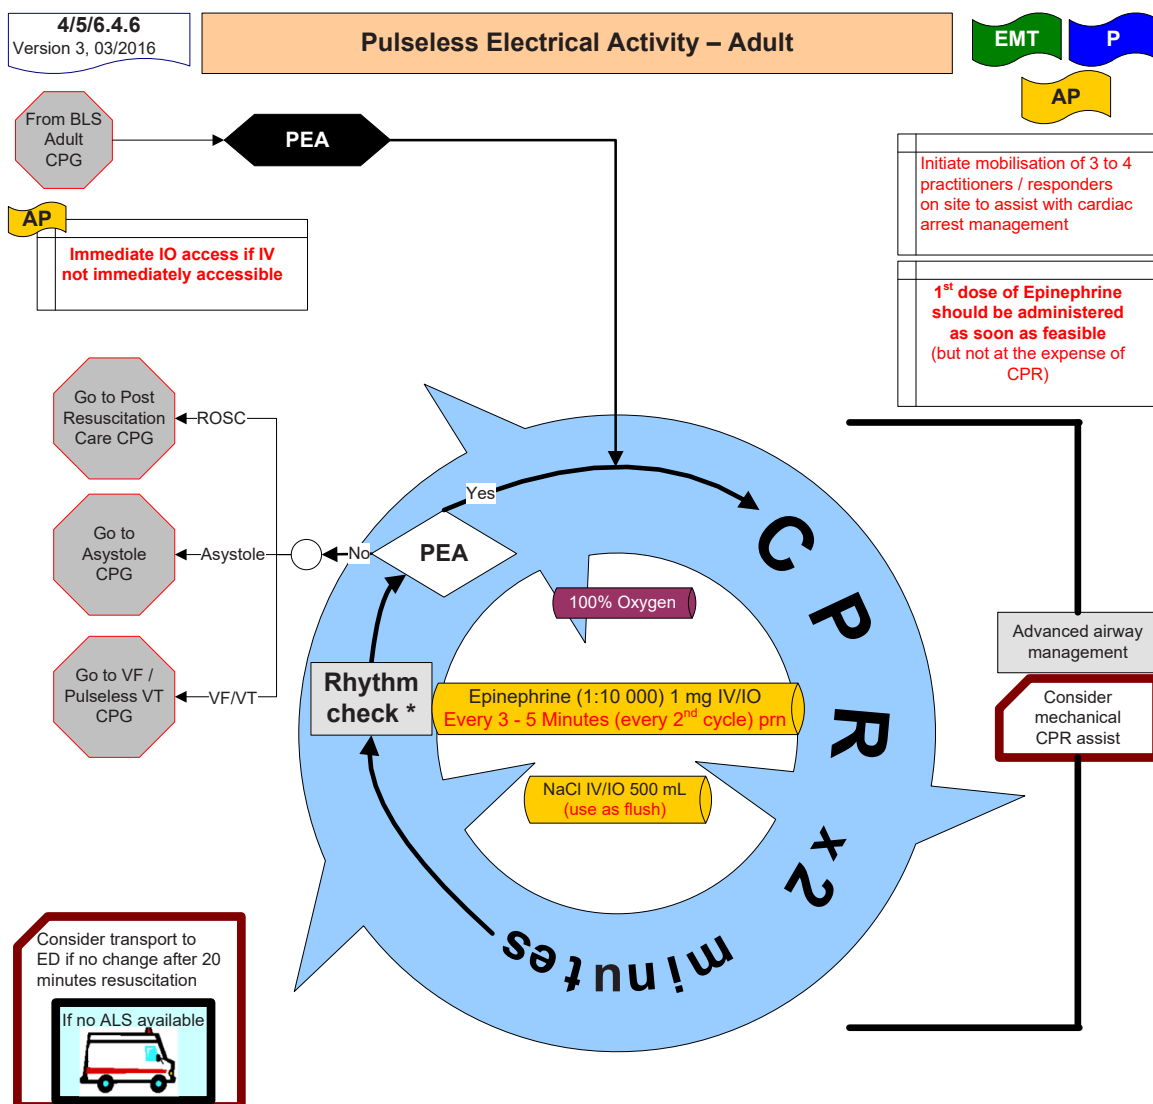 4/5/6.4.6
Version 3, 03/2016
Pulseless Electrical Activity – Adult
EMT
P
AP
From BLS
Adult
CPG
PEA
Initiate mobilisation of 3 to 4
practitioners / responders
on site to assist with cardiac
arrest management
AP
Immediate IO access if IV
not immediately accessible
1st dose of Epinephrine
should be administered
as soon as feasible
(but not at the expense of
CPR)
Go to Post
Resuscitation
Care CPG
ROSC
Go to
Asystole
CPG
Asystole
Go to VF /
Pulseless VT
CPG
VF/VT
No
PEA
Yes
CPR x2 minutes
100% Oxygen
Rhythm
check *
Epinephrine (1:10 000) 1 mg IV/IO
Every 3 - 5 Minutes (every 2nd cycle) prn
NaCl IV/IO 500 mL
(use as flush)
Advanced airway
management
Consider
mechanical
CPR assist
Consider transport to
ED if no change after 20
minutes resuscitation
If no ALS available